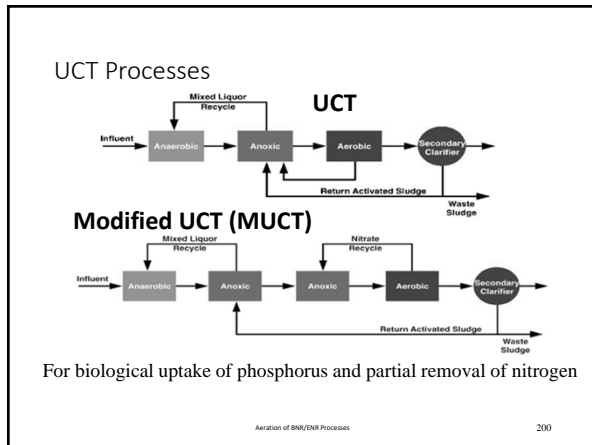 UCT Processes
Mixed Liquor
Recycle
UCT
Influent
Anaerobic
Anoxic
Aerobic
Secondary
Clarifier
Return Activated Sludge
Waste
Sludge
Modified UCT (MUCT)
Mixed Liquor
Recycle
Nitrate
Recycle
Influent
Anaerobic
Anoxic
Anoxic
Aerobic
Secondary
Clarifier
Return Activated Sludge
Waste
Sludge
For biological uptake of phosphorus and partial removal of nitrogen
Aeration of BNR/ENR Processes
200